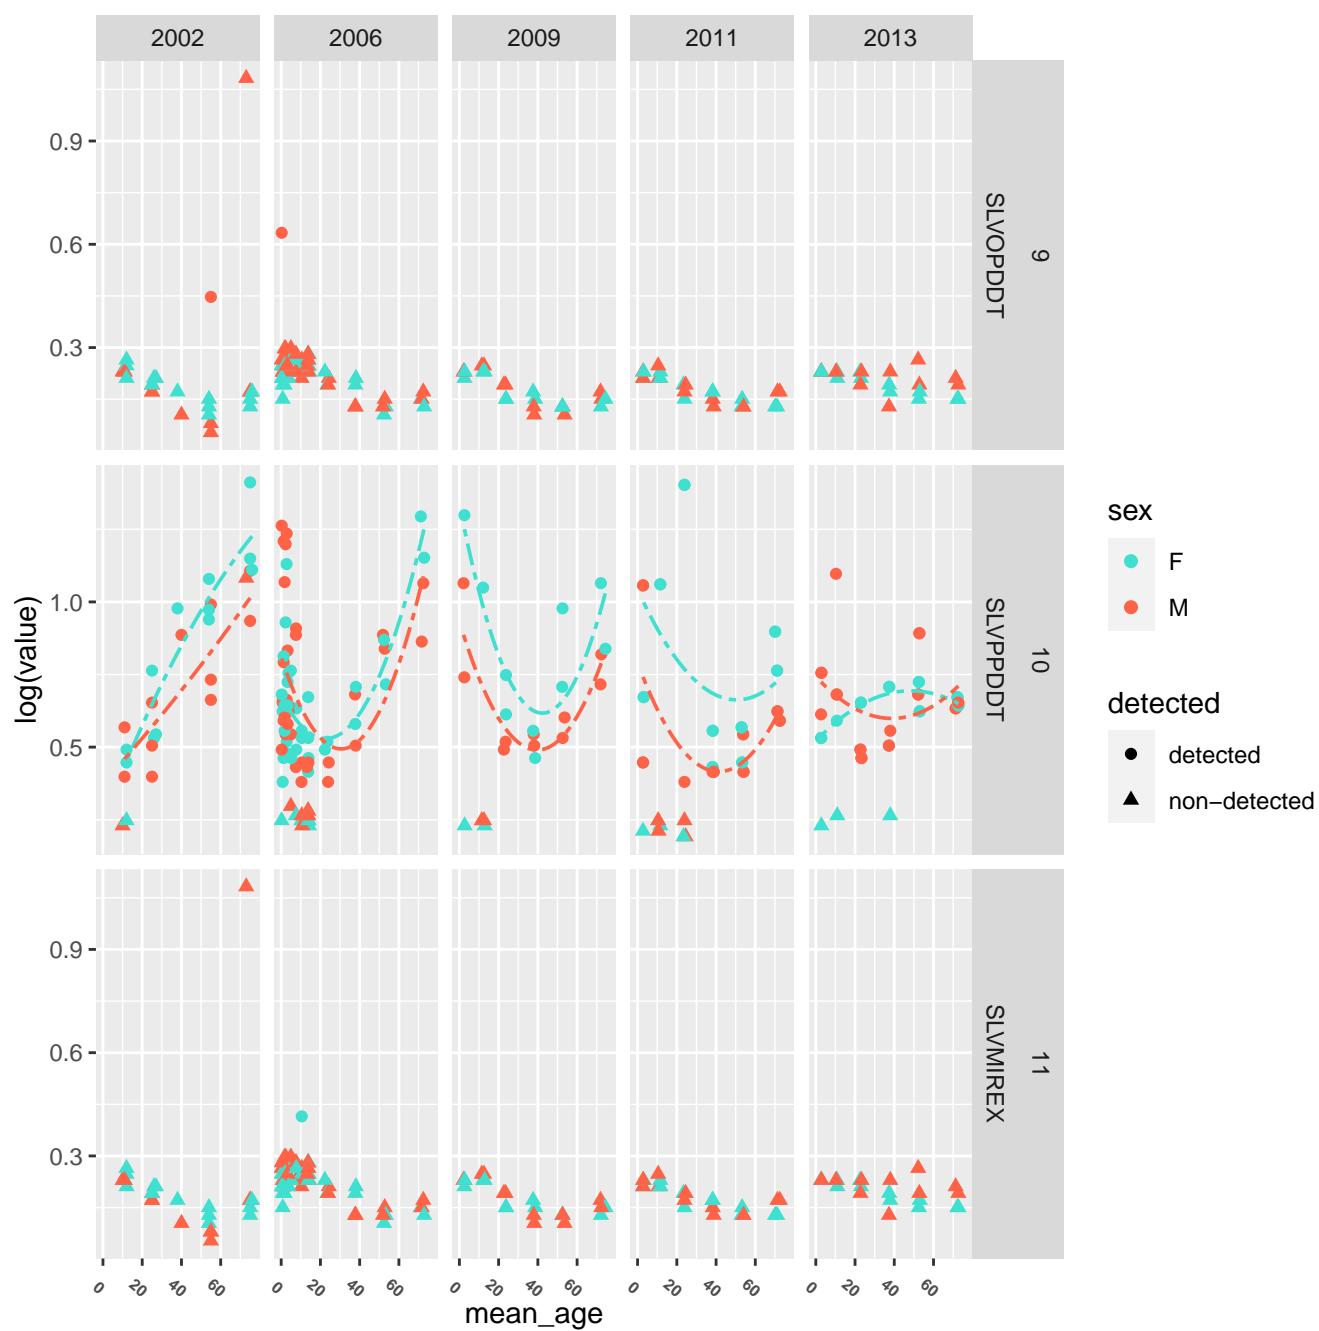 2002 2006 2009 2011 2013
0.9
0.6
0.3
SLVOPDDT
9
1.0
0.5
SLVPPDDT
10
0.9
0.6
0.3
SLVMIREX
11
log(value)
0 20 40 60 0 20 40 60 0 20 40 60 0 20 40 60 0 20 40 60
mean_age
sex
F
M
detected
detected
non−detected